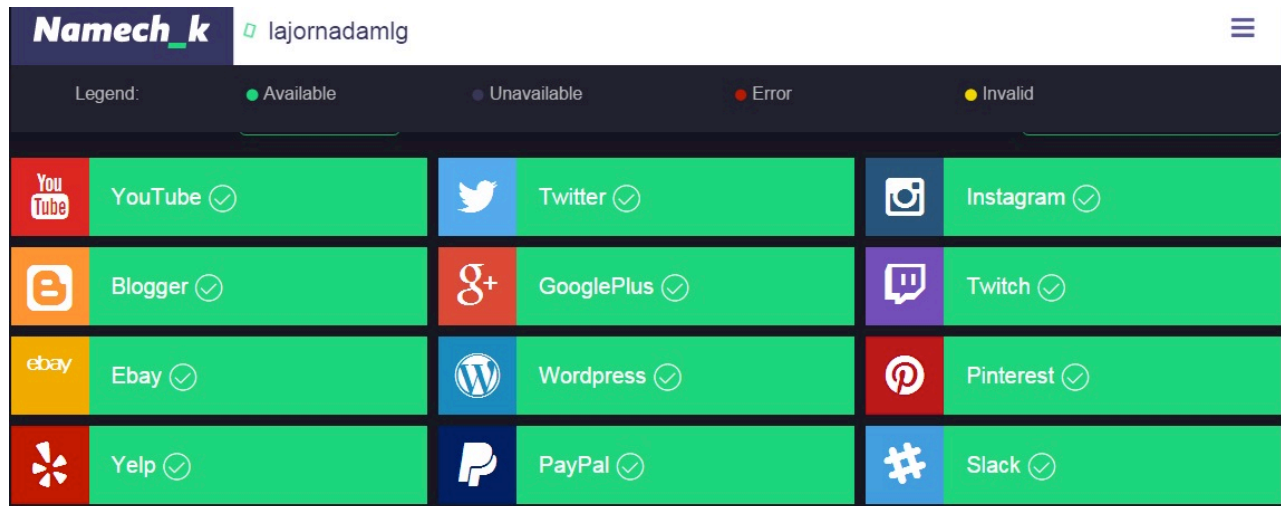 Namech_k lajornadamlg
Legend: Available Unavailable Error Invalid
You
Tube
YouTube
Twitter
Instagram
Blogger
g+
GooglePlus
Twitch
ebay
Ebay
Wordpress
Pinterest
Yelp
PayPal
Slack